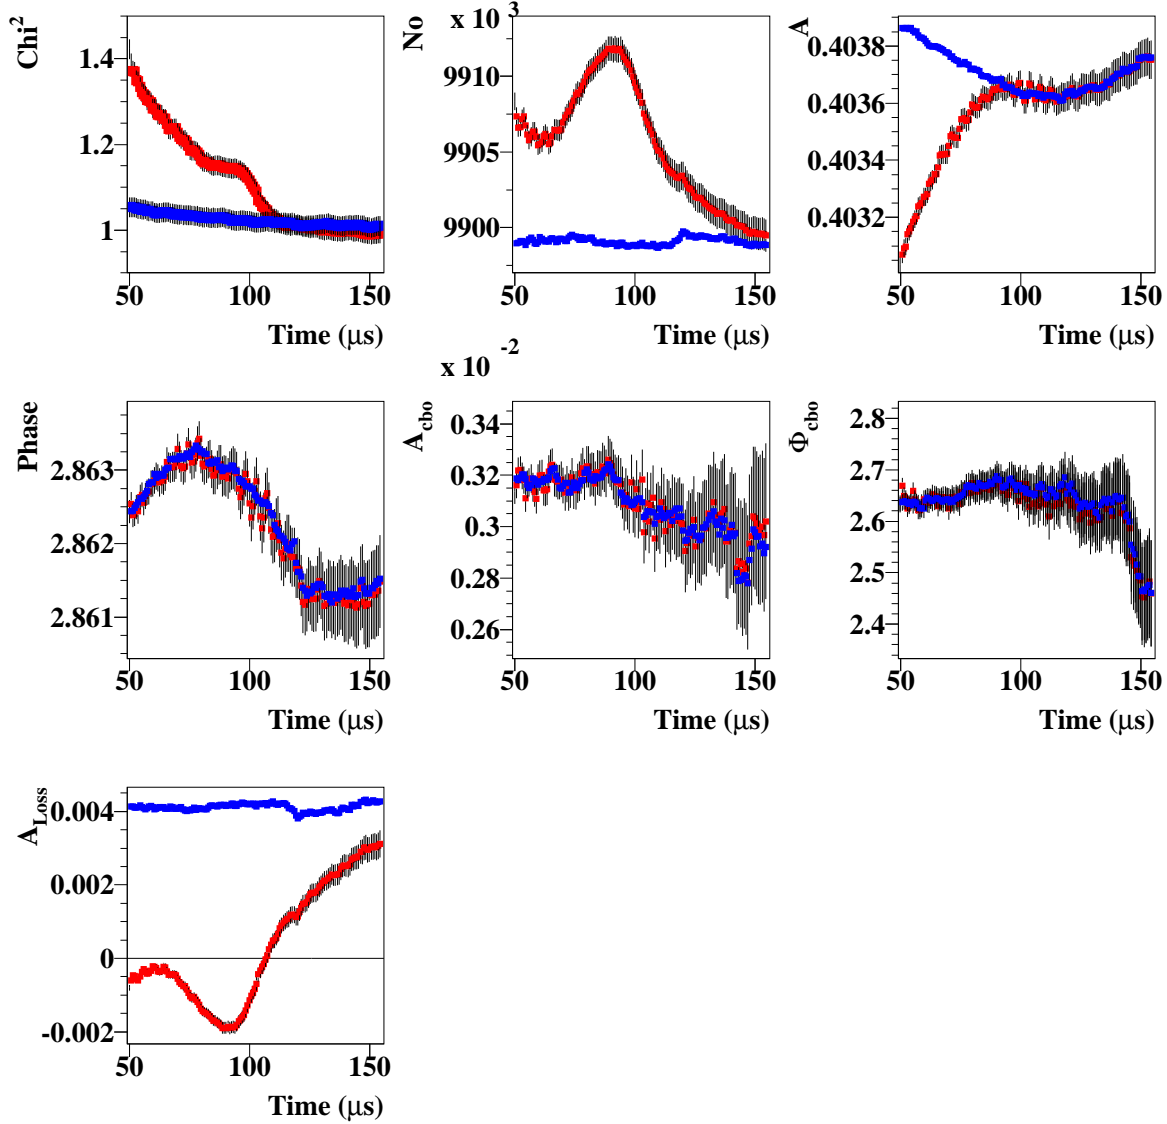 Chi²
1.4
1.2
1
50 100 150
Time (μs)
x 10 ³
No
9910
9905
9900
50 100 150
Time (μs)
A
0.4038
0.4036
0.4034
0.4032
50 100 150
Time (μs)
Phase
2.863
2.862
2.861
50 100 150
Time (μs)
x 10 ⁻²
A_cbo
0.34
0.32
0.3
0.28
0.26
50 100 150
Time (μs)
Φ_cbo
2.8
2.7
2.6
2.5
2.4
50 100 150
Time (μs)
A_Loss
0.004
0.002
0
-0.002
50 100 150
Time (μs)